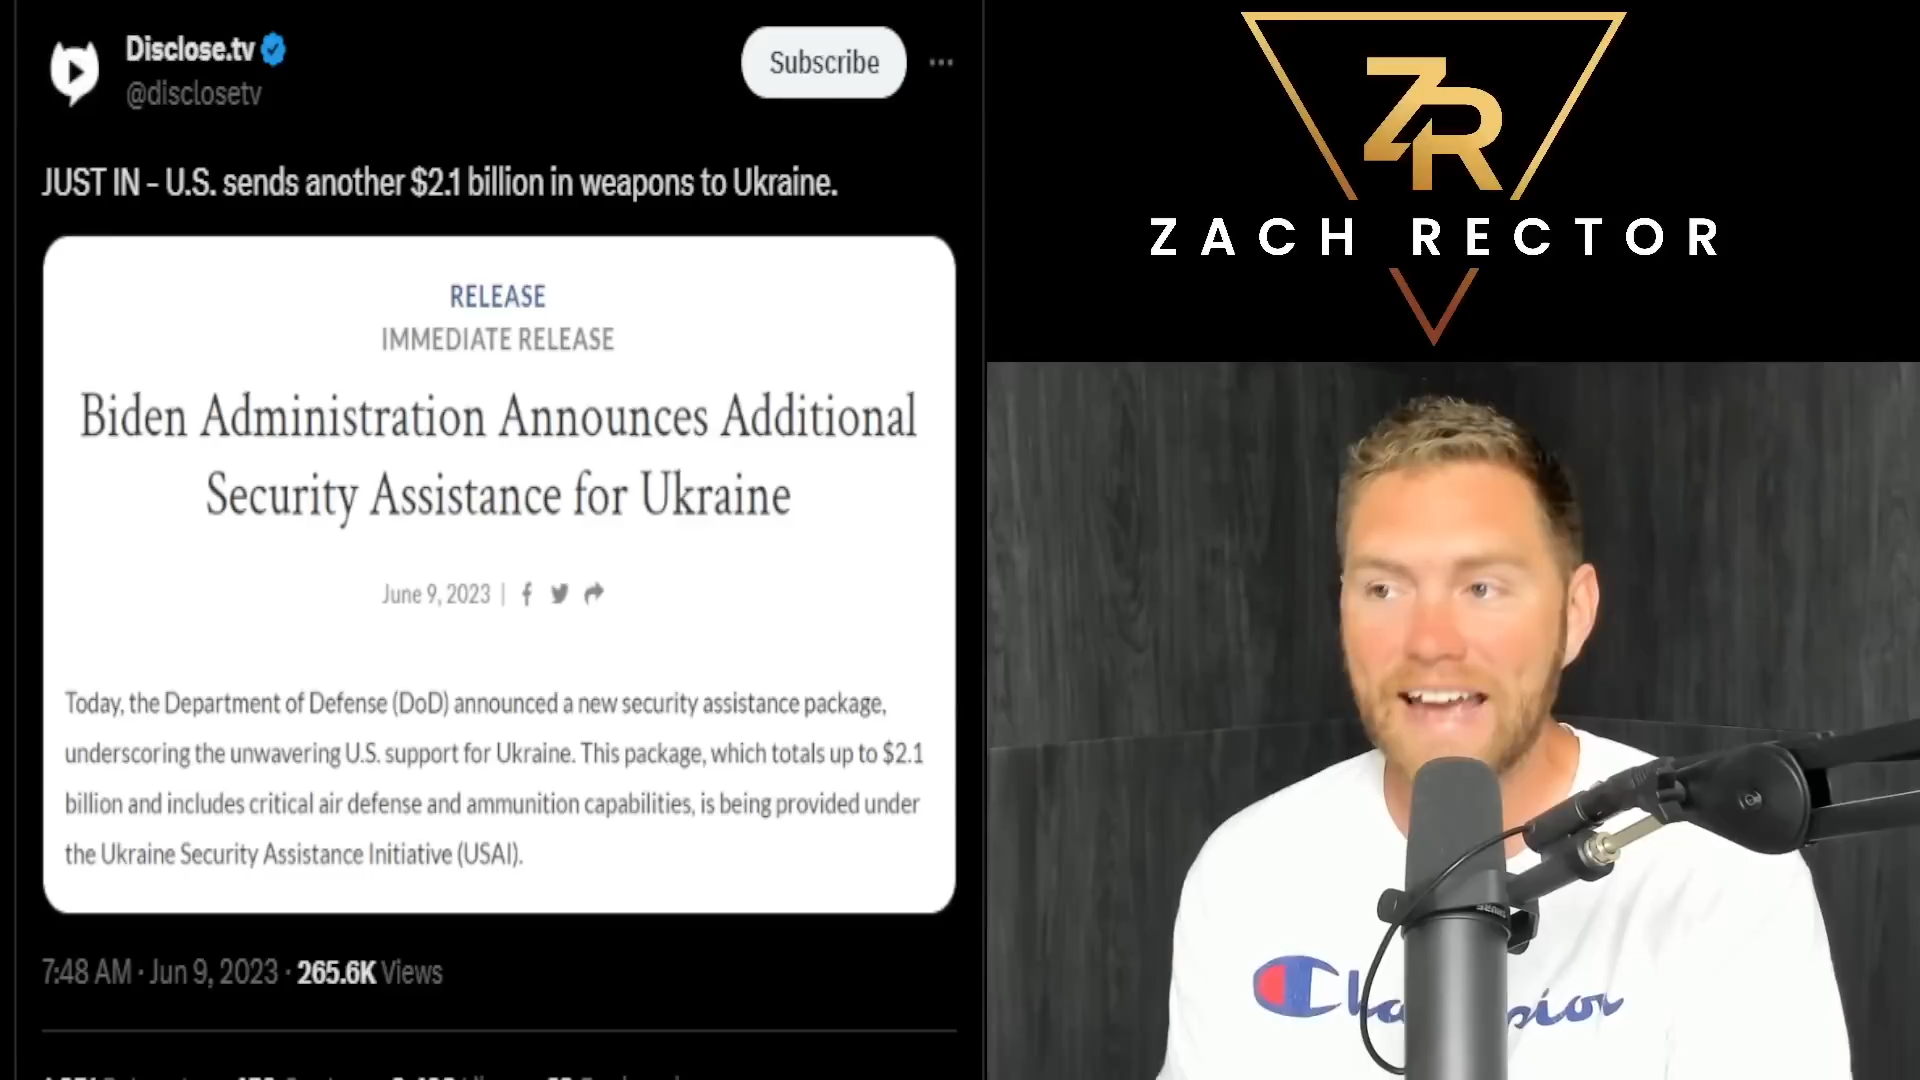 Disclose.tv
@disclosetv
Subscribe
JUST IN - U.S. sends another $2.1 billion in weapons to Ukraine.
RELEASE
IMMEDIATE RELEASE
Biden Administration Announces Additional
Security Assistance for Ukraine
June 9, 2023 |
Today, the Department of Defense (DoD) announced a new security assistance package,
underscoring the unwavering U.S. support for Ukraine. This package, which totals up to $2.1
billion and includes critical air defense and ammunition capabilities, is being provided under
the Ukraine Security Assistance Initiative (USAI).
7:48 AM · Jun 9, 2023 · 265.6K Views
ZR
ZACH RECTOR
SHURE
Champion